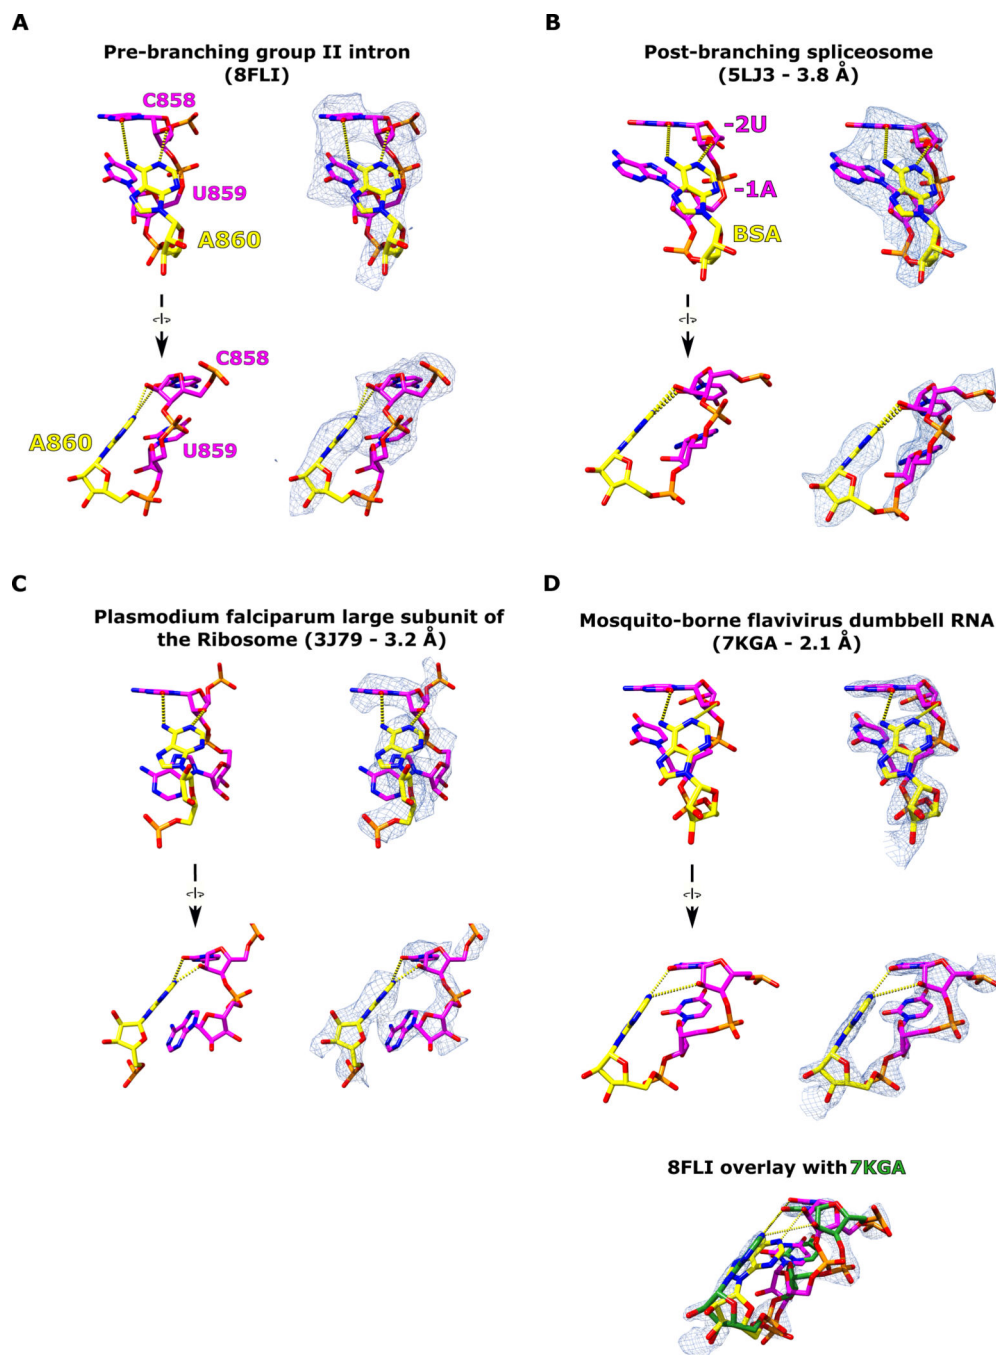 A
Pre-branching group II intron
(8FLI)
C858
U859
A860
C858
A860
U859
B
Post-branching spliceosome
(5LJ3 - 3.8 Å)
-2U
-1A
BSA
C
Plasmodium falciparum large subunit of
the Ribosome (3J79 - 3.2 Å)
D
Mosquito-borne flavivirus dumbbell RNA
(7KGA - 2.1 Å)
8FLI overlay with 7KGA